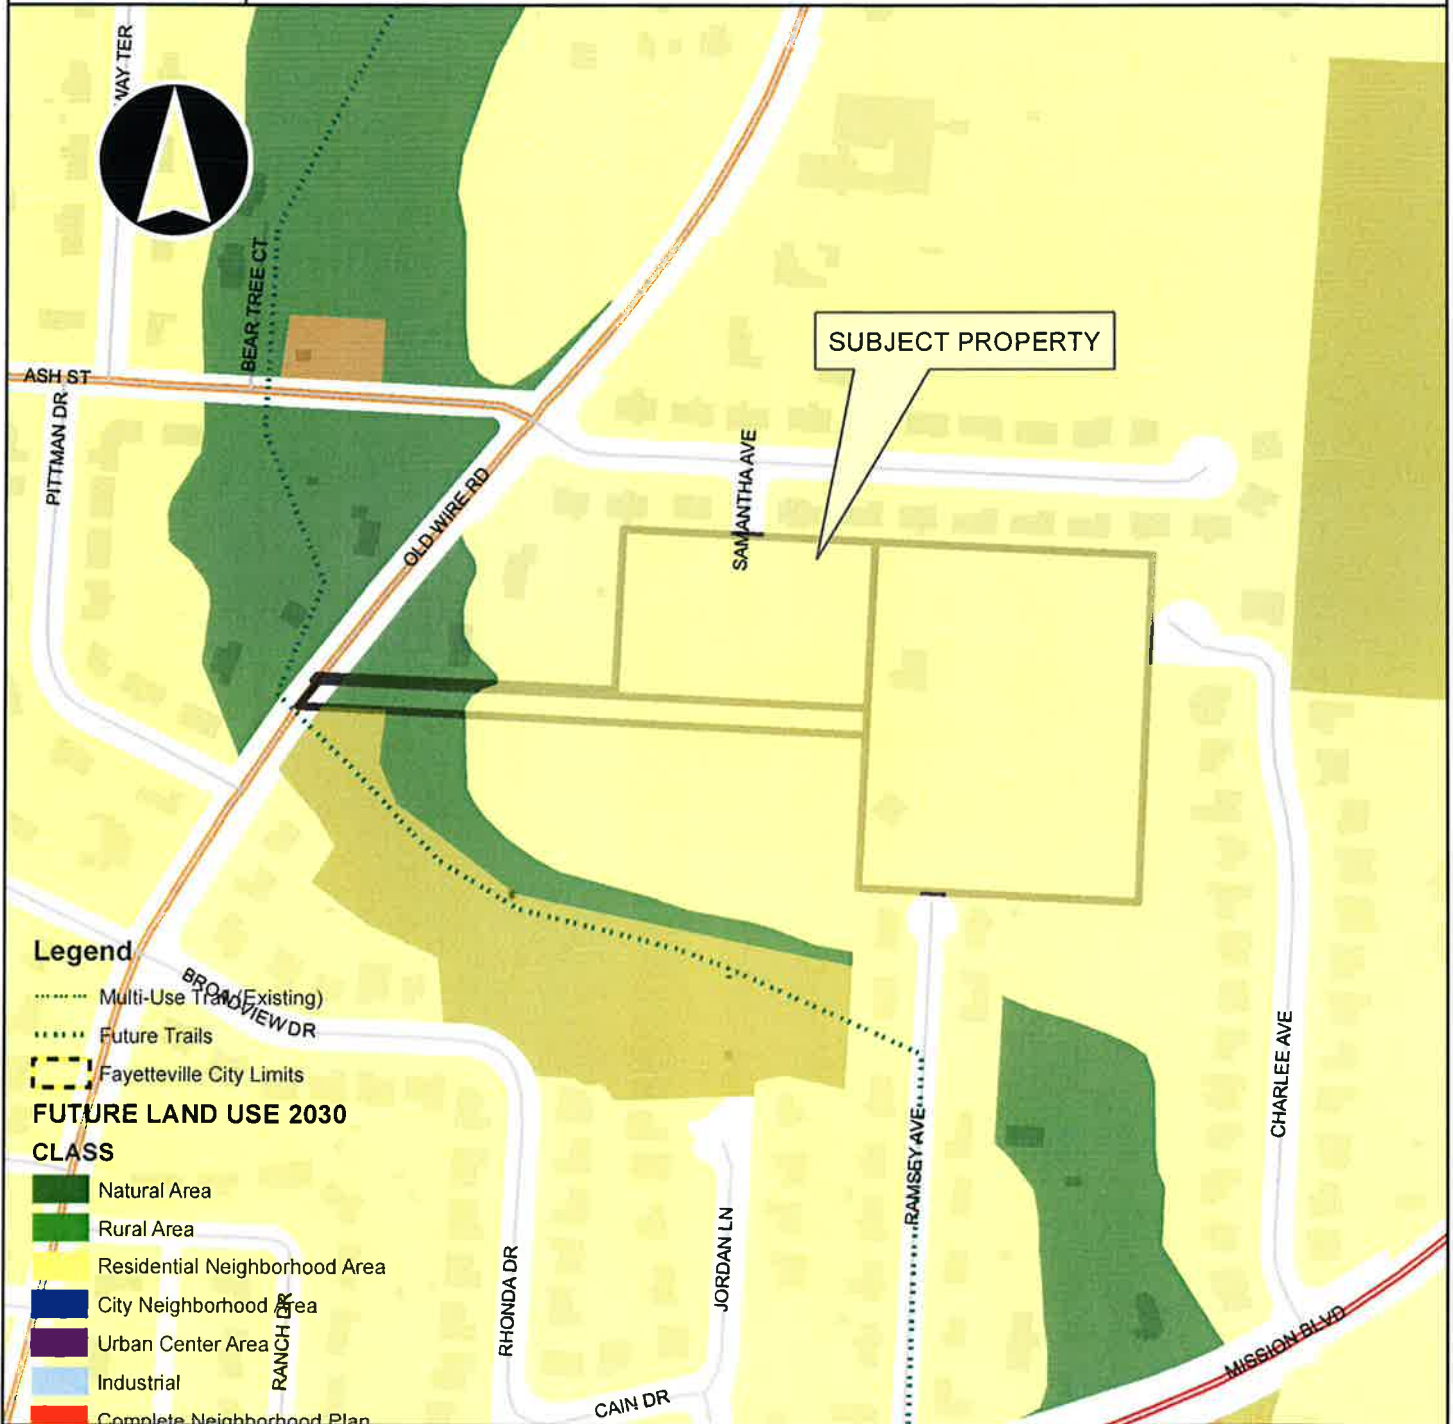 WAY TER
BEAR TREE CT
SUBJECT PROPERTY
ASH ST
PITTMAN DR
SAMANTHA AVE
OLD WIRE RD
Legend
Multi-Use Trail (Existing)
BROADVIEW DR
Future Trails
Fayetteville City Limits
FUTURE LAND USE 2030
CLASS
Natural Area
Rural Area
Residential Neighborhood Area
City Neighborhood Area
Urban Center Area
Industrial
Complete Neighborhood Plan
RANCH DR
RHONDA DR
JORDAN LN
CAIN DR
RAMSEY AVE
CHARLEE AVE
MISSION BLVD